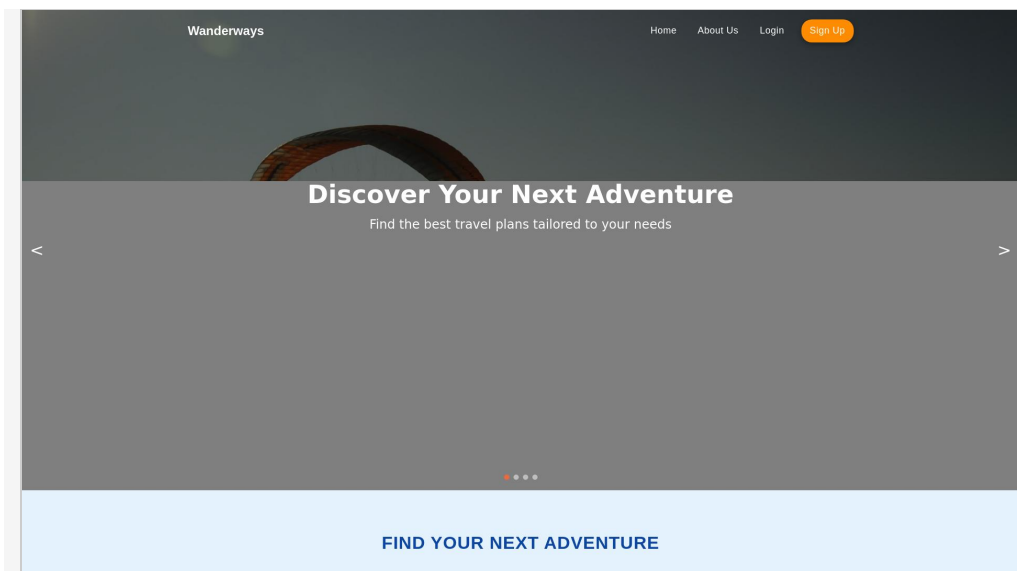 Wanderways
Home About Us Login Sign Up
Discover Your Next Adventure
Find the best travel plans tailored to your needs
< >
FIND YOUR NEXT ADVENTURE